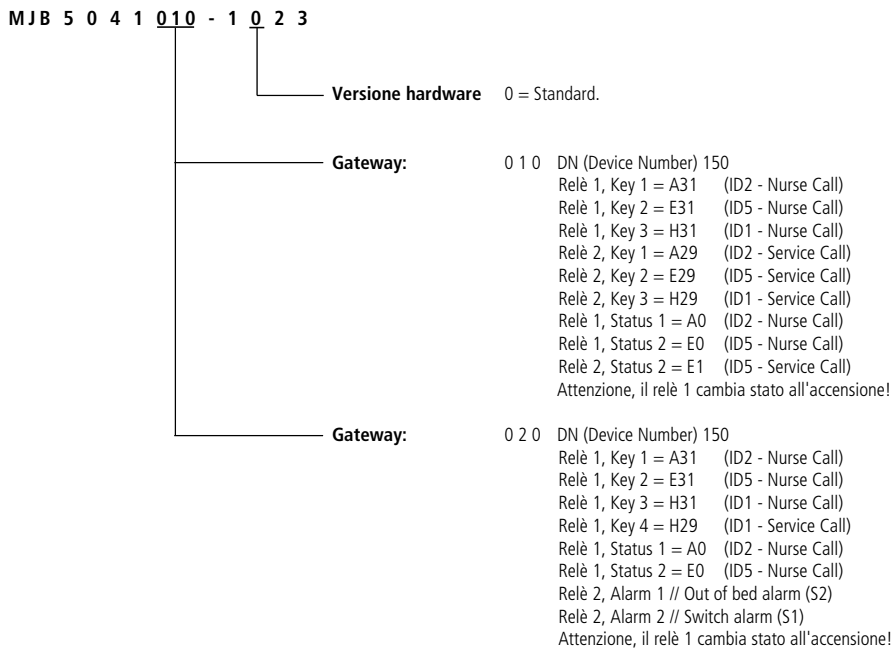 MJB 5 0 4 1 0 1 0 - 1 0 2 3
Versione hardware 0 = Standard.
Gateway: 0 1 0 DN (Device Number) 150
Relè 1, Key 1 = A31 (ID2 - Nurse Call)
Relè 1, Key 2 = E31 (ID5 - Nurse Call)
Relè 1, Key 3 = H31 (ID1 - Nurse Call)
Relè 2, Key 1 = A29 (ID2 - Service Call)
Relè 2, Key 2 = E29 (ID5 - Service Call)
Relè 2, Key 3 = H29 (ID1 - Service Call)
Relè 1, Status 1 = A0 (ID2 - Nurse Call)
Relè 1, Status 2 = E0 (ID5 - Nurse Call)
Relè 2, Status 2 = E1 (ID5 - Service Call)
Attenzione, il relè 1 cambia stato all'accensione!
Gateway: 0 2 0 DN (Device Number) 150
Relè 1, Key 1 = A31 (ID2 - Nurse Call)
Relè 1, Key 2 = E31 (ID5 - Nurse Call)
Relè 1, Key 3 = H31 (ID1 - Nurse Call)
Relè 1, Key 4 = H29 (ID1 - Service Call)
Relè 1, Status 1 = A0 (ID2 - Nurse Call)
Relè 1, Status 2 = E0 (ID5 - Nurse Call)
Relè 2, Alarm 1 // Out of bed alarm (S2)
Relè 2, Alarm 2 // Switch alarm (S1)
Attenzione, il relè 1 cambia stato all'accensione!